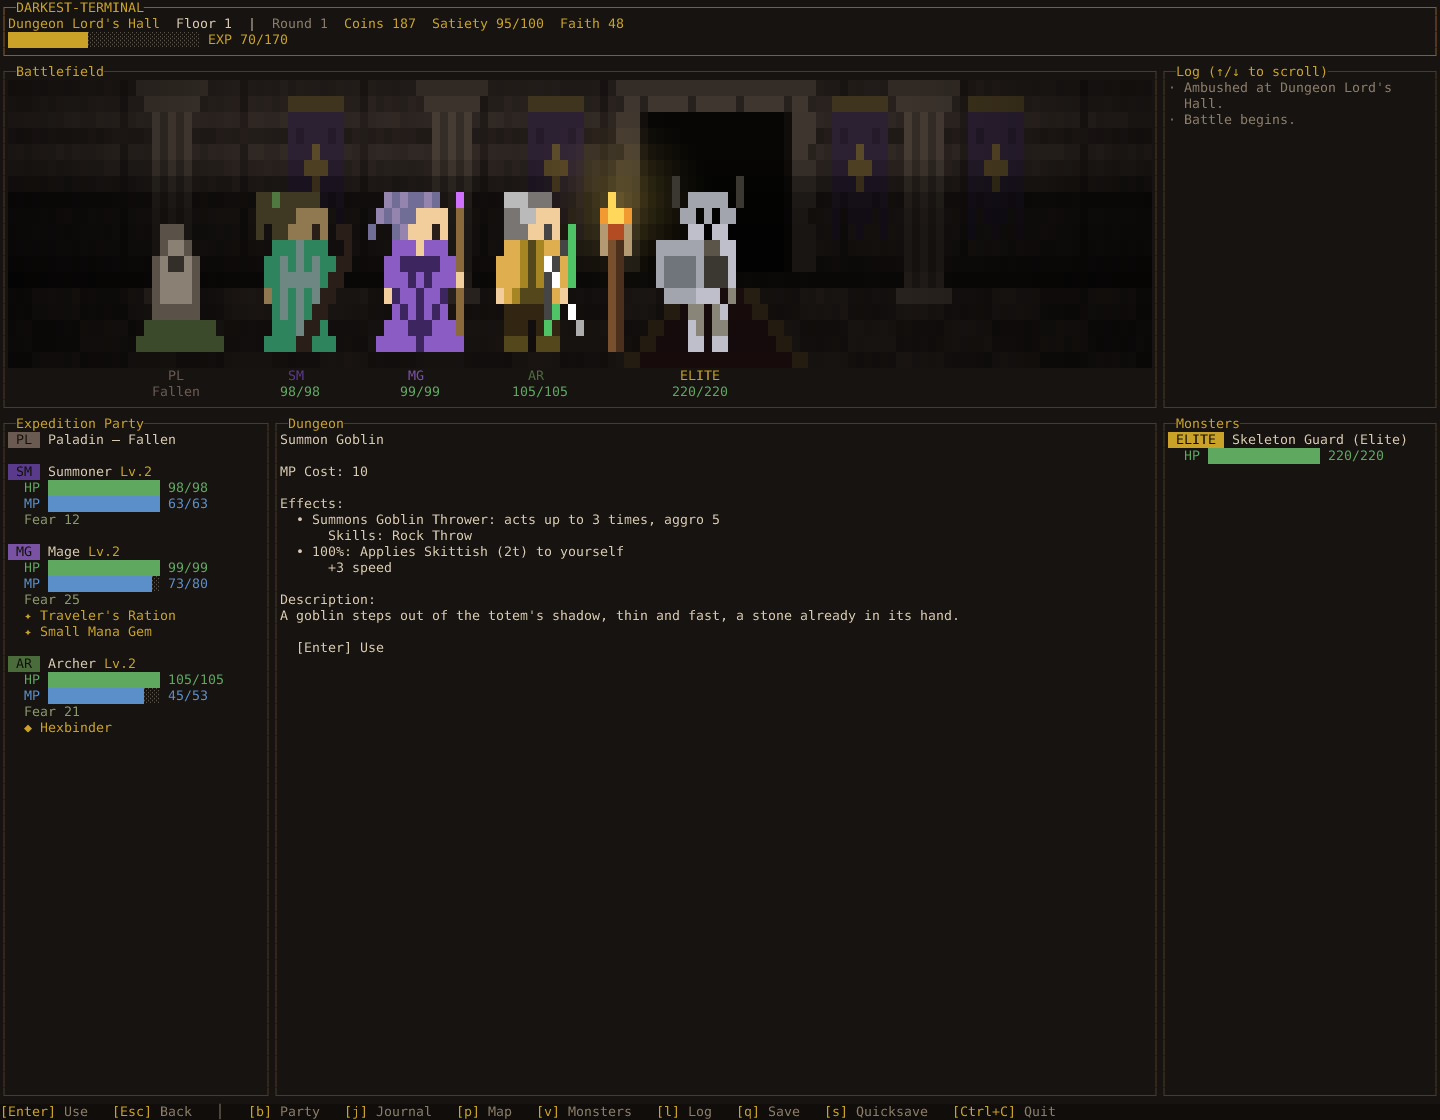 DARKEST-TERMINAL
Dungeon Lord's Hall  Floor 1  |  Round 1  Coins 187  Satiety 95/100  Faith 48
EXP 70/170
Battlefield
PL
Fallen
SM
98/98
MG
99/99
AR
105/105
ELITE
220/220
Log (↑/↓ to scroll)
· Ambushed at Dungeon Lord's
Hall.
· Battle begins.
Expedition Party
PL Paladin — Fallen
SM Summoner Lv.2
HP 98/98
MP 63/63
Fear 12
MG Mage Lv.2
HP 99/99
MP 73/80
Fear 25
✦ Traveler's Ration
✦ Small Mana Gem
AR Archer Lv.2
HP 105/105
MP 45/53
Fear 21
◆ Hexbinder
Dungeon
Summon Goblin
MP Cost: 10
Effects:
• Summons Goblin Thrower: acts up to 3 times, aggro 5
Skills: Rock Throw
• 100%: Applies Skittish (2t) to yourself
+3 speed
Description:
A goblin steps out of the totem's shadow, thin and fast, a stone already in its hand.
[Enter] Use
Monsters
ELITE Skeleton Guard (Elite)
HP 220/220
[Enter] Use  [Esc] Back  |  [b] Party  [j] Journal  [p] Map  [v] Monsters  [l] Log  [q] Save  [s] Quicksave  [Ctrl+C] Quit